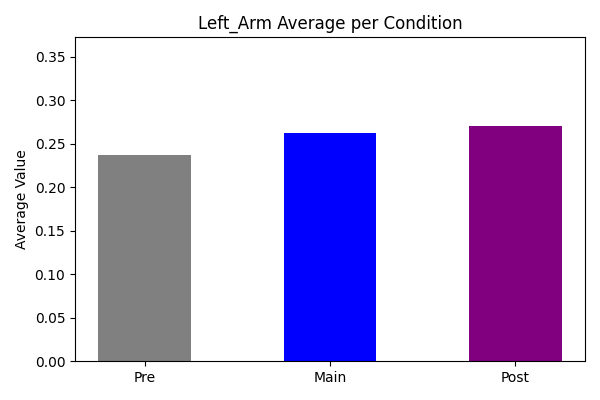 Left_Arm Average per Condition
Average Value
0.35
0.30
0.25
0.20
0.15
0.10
0.05
0.00
Pre
Main
Post